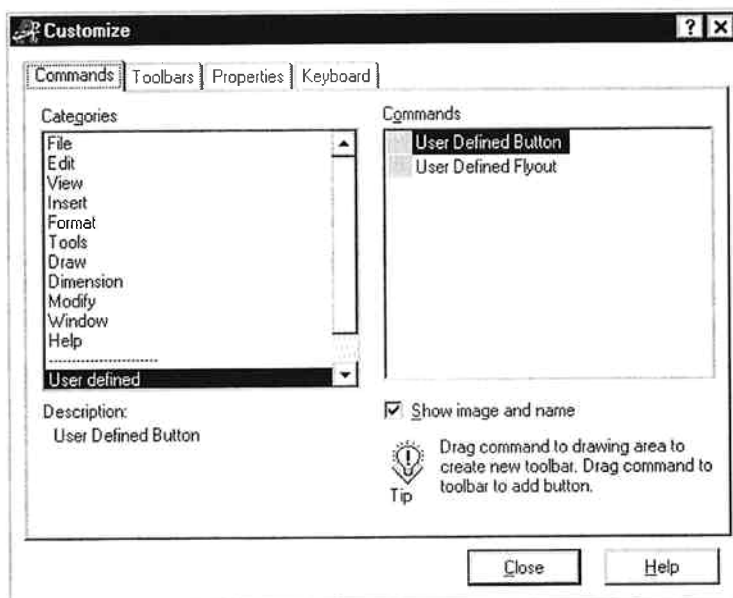 Customize
? X
Commands Toolbars Properties Keyboard
Categories
File
Edit
View
Insert
Format
Tools
Draw
Dimension
Modify
Window
Help
--------------------
User defined
Description:
User Defined Button
Commands
User Defined Button
User Defined Flyout
Show image and name
Drag command to drawing area to
create new toolbar. Drag command to
toolbar to add button.
Tip
Close
Help